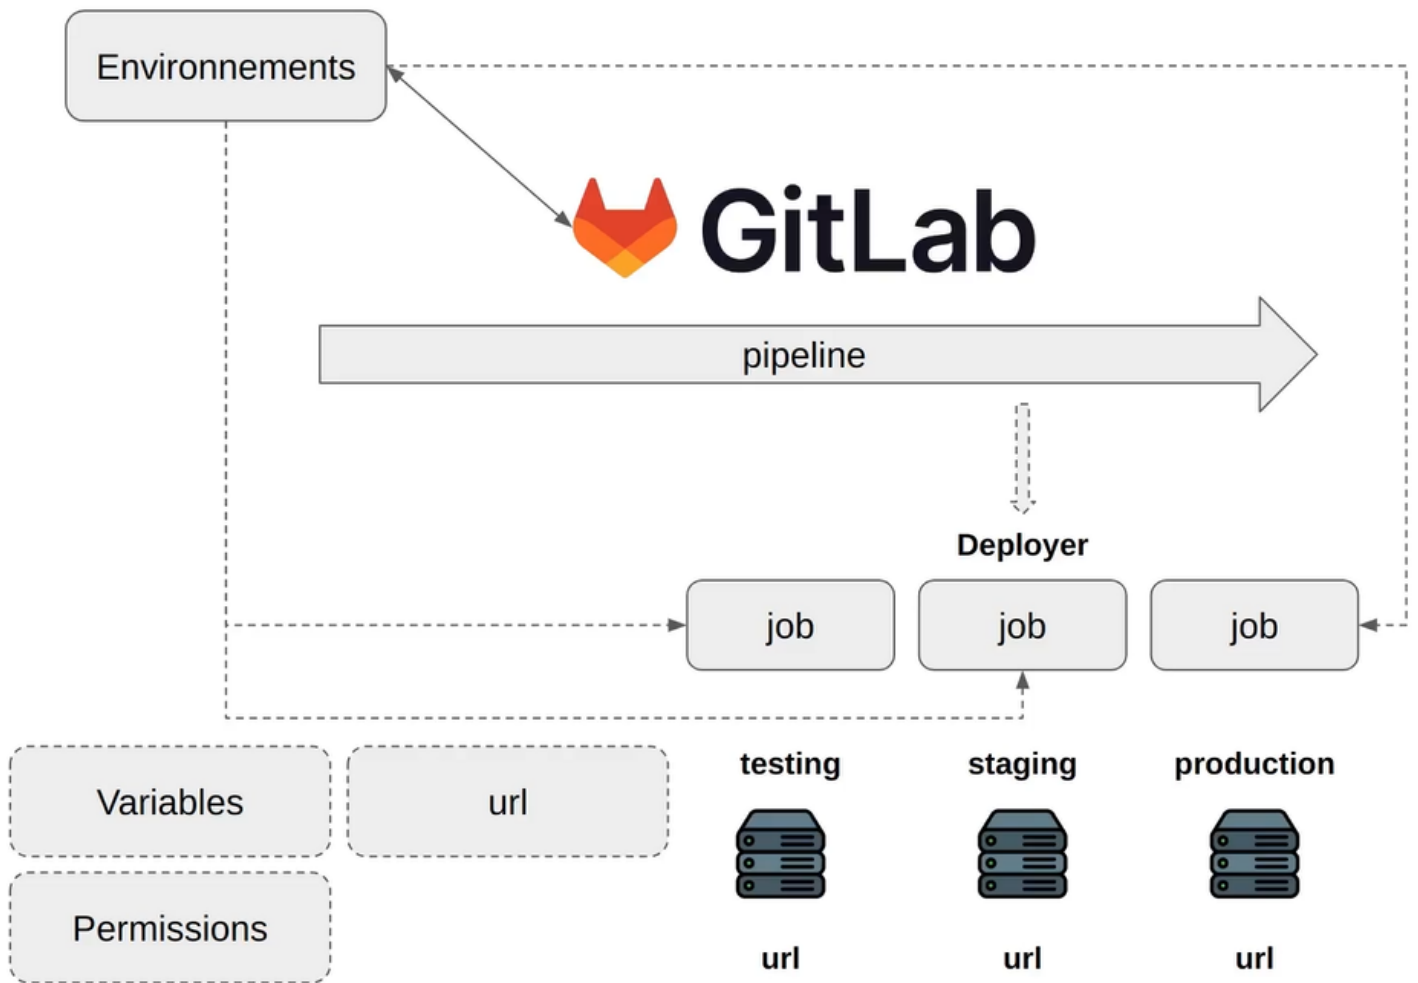 Environnements
GitLab
pipeline
Deployer
job
job
job
Variables
url
Permissions
testing
staging
production
url
url
url